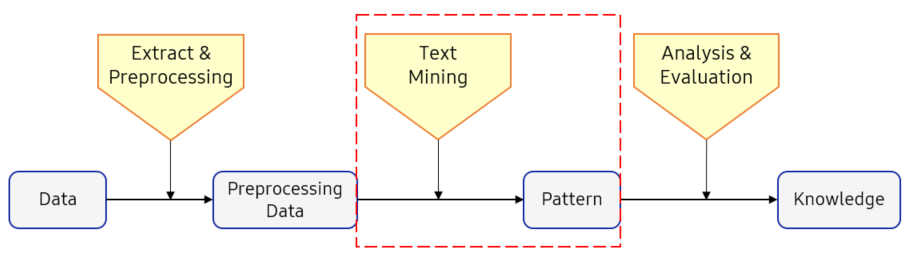 Extract &
Preprocessing
Text
Mining
Analysis &
Evaluation
Data
Preprocessing
Data
Pattern
Knowledge